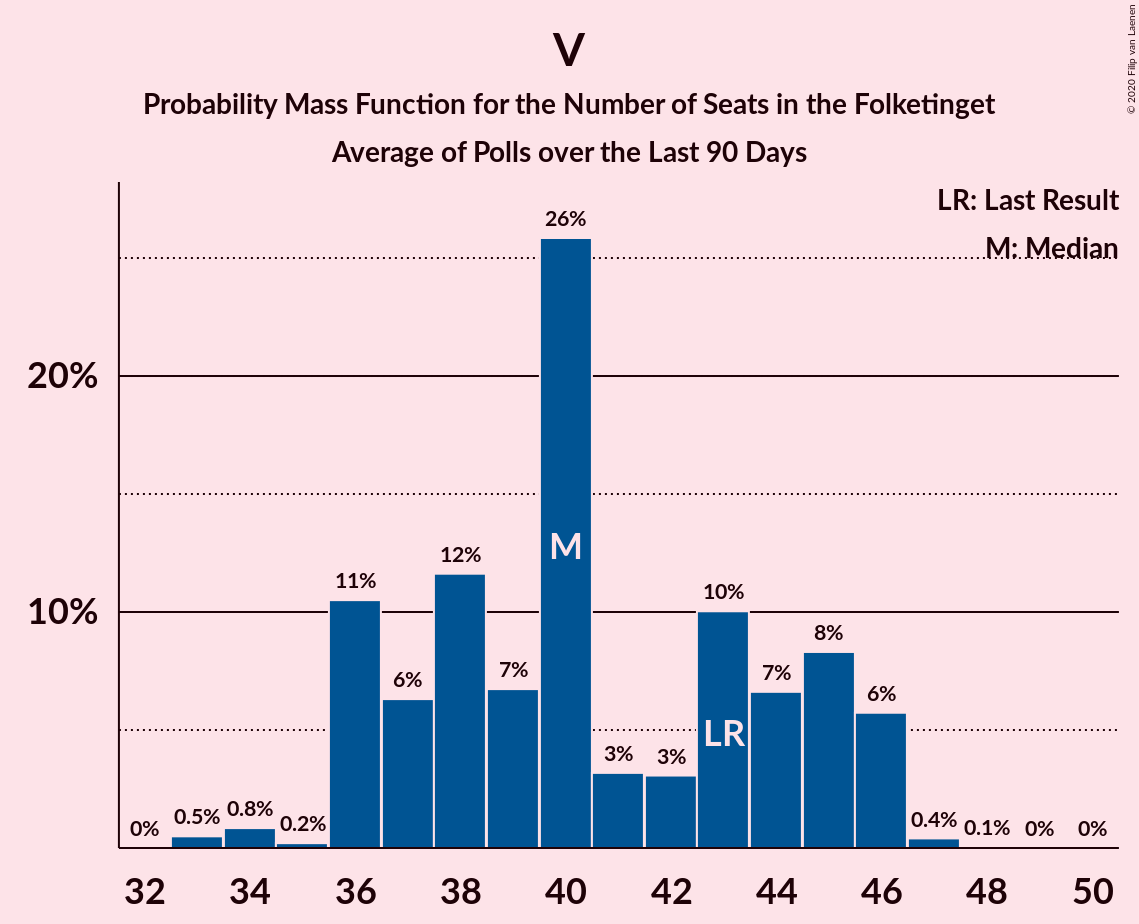 V
Probability Mass Function for the Number of Seats in the Folketinget
Average of Polls over the Last 90 Days
© 2020 Filip van Laenen
LR: Last Result
M: Median
20%
10%
0%
0.5%
0.8%
0.2%
11%
6%
12%
7%
26%
3%
3%
10%
7%
8%
6%
0.4%
0.1%
0%
0%
M
LR
32 34 36 38 40 42 44 46 48 50